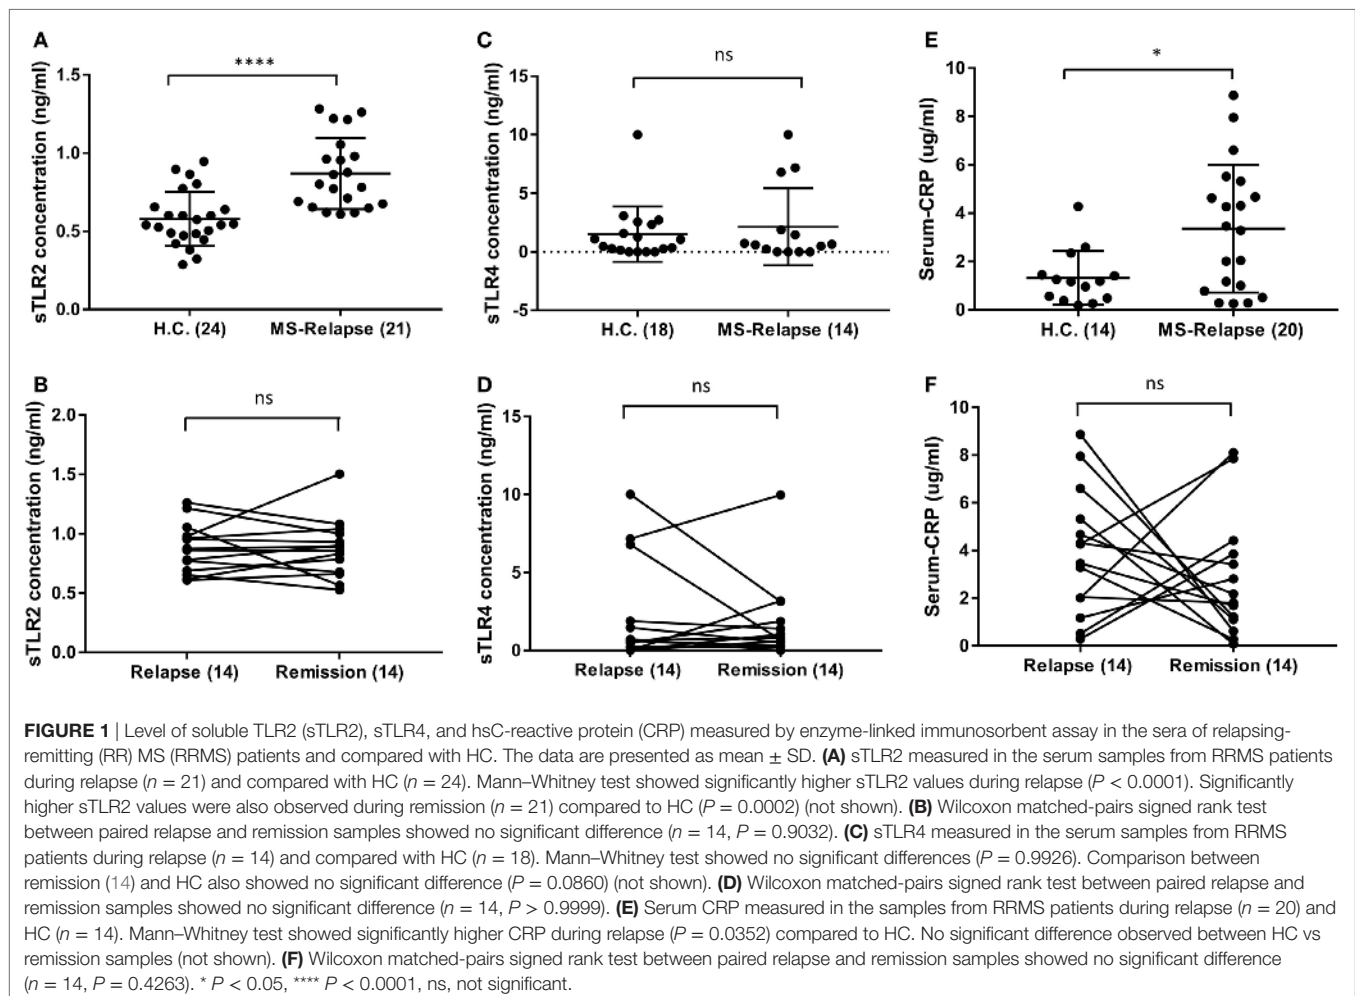 A
sTLR2 concentration (ng/ml)
1.5
1.0
0.5
0.0
****
H.C. (24)
MS-Relapse (21)
C
sTLR4 concentration (ng/ml)
15
10
5
0
-5
ns
H.C. (18)
MS-Relapse (14)
E
Serum-CRP (ug/ml)
10
8
6
4
2
0
*
H.C. (14)
MS-Relapse (20)
B
sTLR2 concentration (ng/ml)
2.0
1.5
1.0
0.5
0.0
ns
Relapse (14)
Remission (14)
D
sTLR4 concentration (ng/ml)
15
10
5
0
ns
Relapse (14)
Remission (14)
F
Serum-CRP (ug/ml)
10
8
6
4
2
0
ns
Relapse (14)
Remission (14)
FIGURE 1 | Level of soluble TLR2 (sTLR2), sTLR4, and hsC-reactive protein (CRP) measured by enzyme-linked immunosorbent assay in the sera of relapsing-
remitting (RR) MS (RRMS) patients and compared with HC. The data are presented as mean ± SD. (A) sTLR2 measured in the serum samples from RRMS patients
during relapse (n = 21) and compared with HC (n = 24). Mann–Whitney test showed significantly higher sTLR2 values during relapse (P < 0.0001). Significantly
higher sTLR2 values were also observed during remission (n = 21) compared to HC (P = 0.0002) (not shown). (B) Wilcoxon matched-pairs signed rank test
between paired relapse and remission samples showed no significant difference (n = 14, P = 0.9032). (C) sTLR4 measured in the serum samples from RRMS
patients during relapse (n = 14) and compared with HC (n = 18). Mann–Whitney test showed no significant differences (P = 0.9926). Comparison between
remission (14) and HC also showed no significant difference (P = 0.0860) (not shown). (D) Wilcoxon matched-pairs signed rank test between paired relapse and
remission samples showed no significant difference (n = 14, P > 0.9999). (E) Serum CRP measured in the samples from RRMS patients during relapse (n = 20) and
HC (n = 14). Mann–Whitney test showed significantly higher CRP during relapse (P = 0.0352) compared to HC. No significant difference observed between HC vs
remission samples (not shown). (F) Wilcoxon matched-pairs signed rank test between paired relapse and remission samples showed no significant difference
(n = 14, P = 0.4263). * P < 0.05, **** P < 0.0001, ns, not significant.